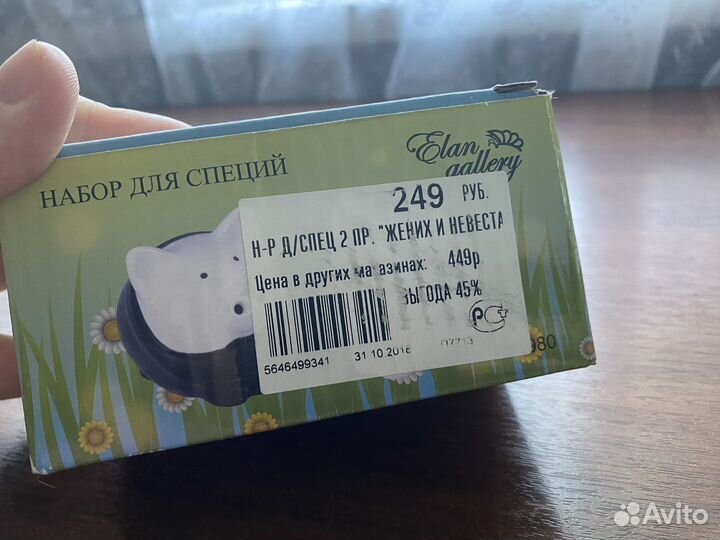 НАБОР ДЛЯ СПЕЦИЙ
Elan
gallery
249 РУБ.
Н-Р Д/СПЕЦ 2 ПР. "ЖЕНИХ И НЕВЕСТА
Цена в других магазинах: 449р.
ВЫГОДА 45%
РСТ
5646499341 31.10.2018
980
Avito